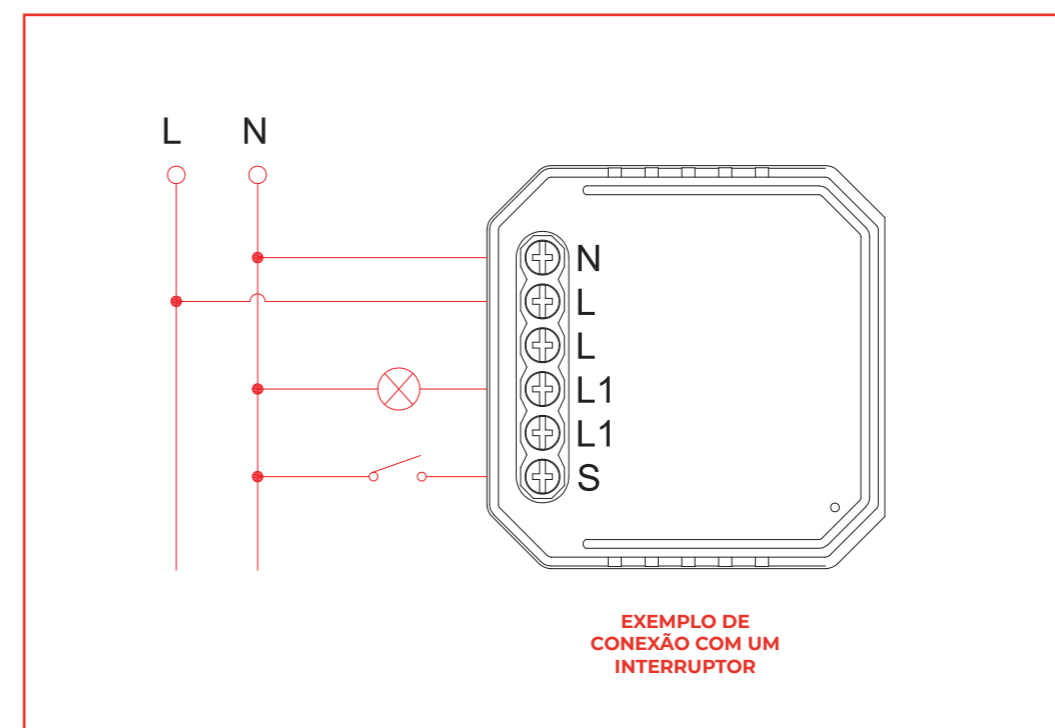 L N
N
L
L
L1
L1
S
EXEMPLO DE
CONEXÃO COM UM
INTERRUPTOR